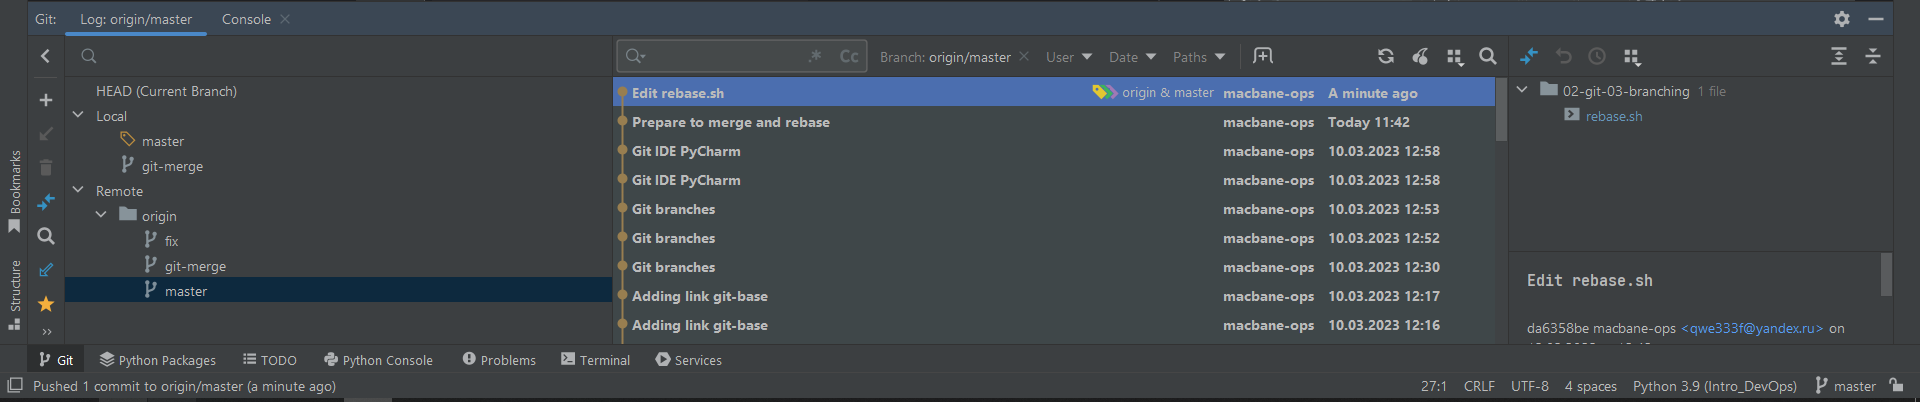 Git: Log: origin/master Console
Branch: origin/master User Date Paths
.* Cc
HEAD (Current Branch)
Local
master
git-merge
Remote
origin
fix
git-merge
master
Bookmarks
Structure
Edit rebase.sh origin & master macbane-ops A minute ago
Prepare to merge and rebase macbane-ops Today 11:42
Git IDE PyCharm macbane-ops 10.03.2023 12:58
Git IDE PyCharm macbane-ops 10.03.2023 12:58
Git branches macbane-ops 10.03.2023 12:53
Git branches macbane-ops 10.03.2023 12:52
Git branches macbane-ops 10.03.2023 12:30
Adding link git-base macbane-ops 10.03.2023 12:17
Adding link git-base macbane-ops 10.03.2023 12:16
02-git-03-branching 1 file
rebase.sh
Edit rebase.sh
da6358be macbane-ops <qwe333f@yandex.ru> on
Git Python Packages TODO Python Console Problems Terminal Services
Pushed 1 commit to origin/master (a minute ago) 27:1 CRLF UTF-8 4 spaces Python 3.9 (Intro_DevOps) master